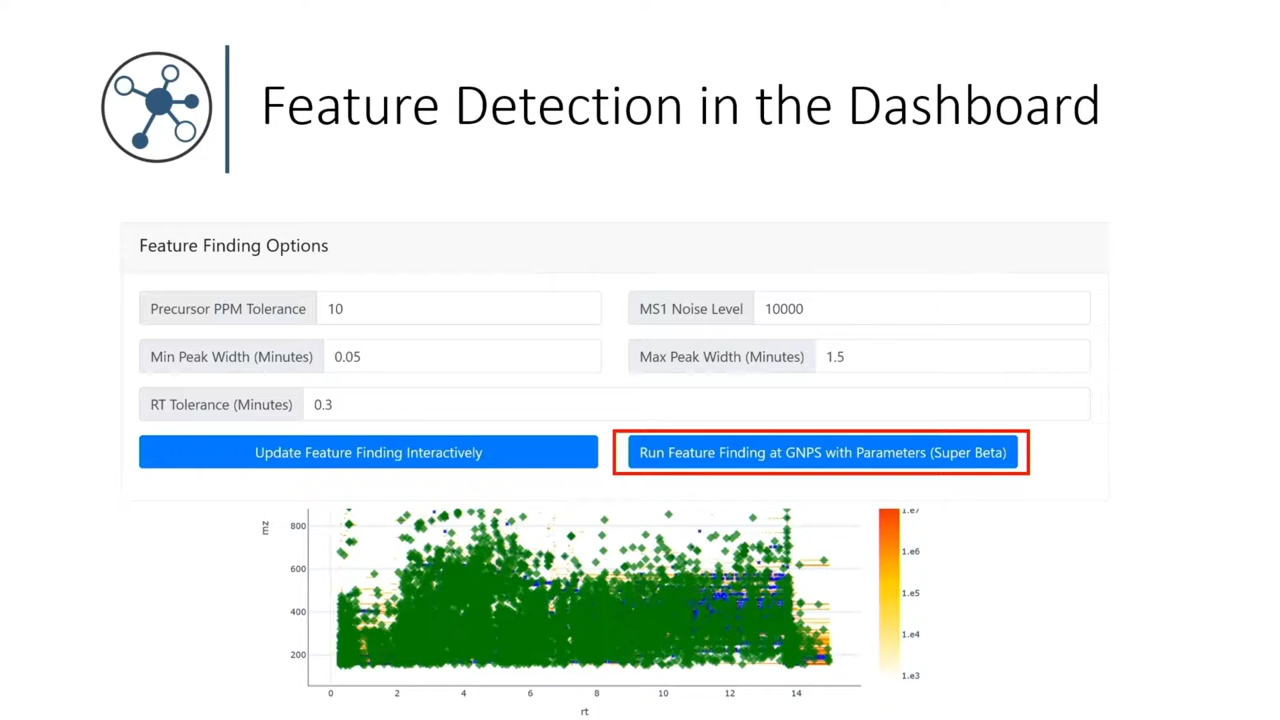 Feature Detection in the Dashboard
Feature Finding Options
Precursor PPM Tolerance 10 MS1 Noise Level 10000
Min Peak Width (Minutes) 0.05 Max Peak Width (Minutes) 1.5
RT Tolerance (Minutes) 0.3
Update Feature Finding Interactively Run Feature Finding at GNPS with Parameters (Super Beta)
mz
800
600
400
200
0 2 4 6 8 10 12 14
rt
1.e7
1.e6
1.e5
1.e4
1.e3